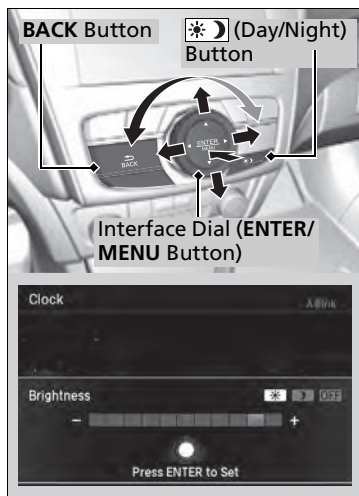 BACK Button
(Day/Night)
Button
BACK
ENTER
MENU
Interface Dial (ENTER/
MENU Button)
Clock
Brightness
OFF
-
+
Press ENTER to Set